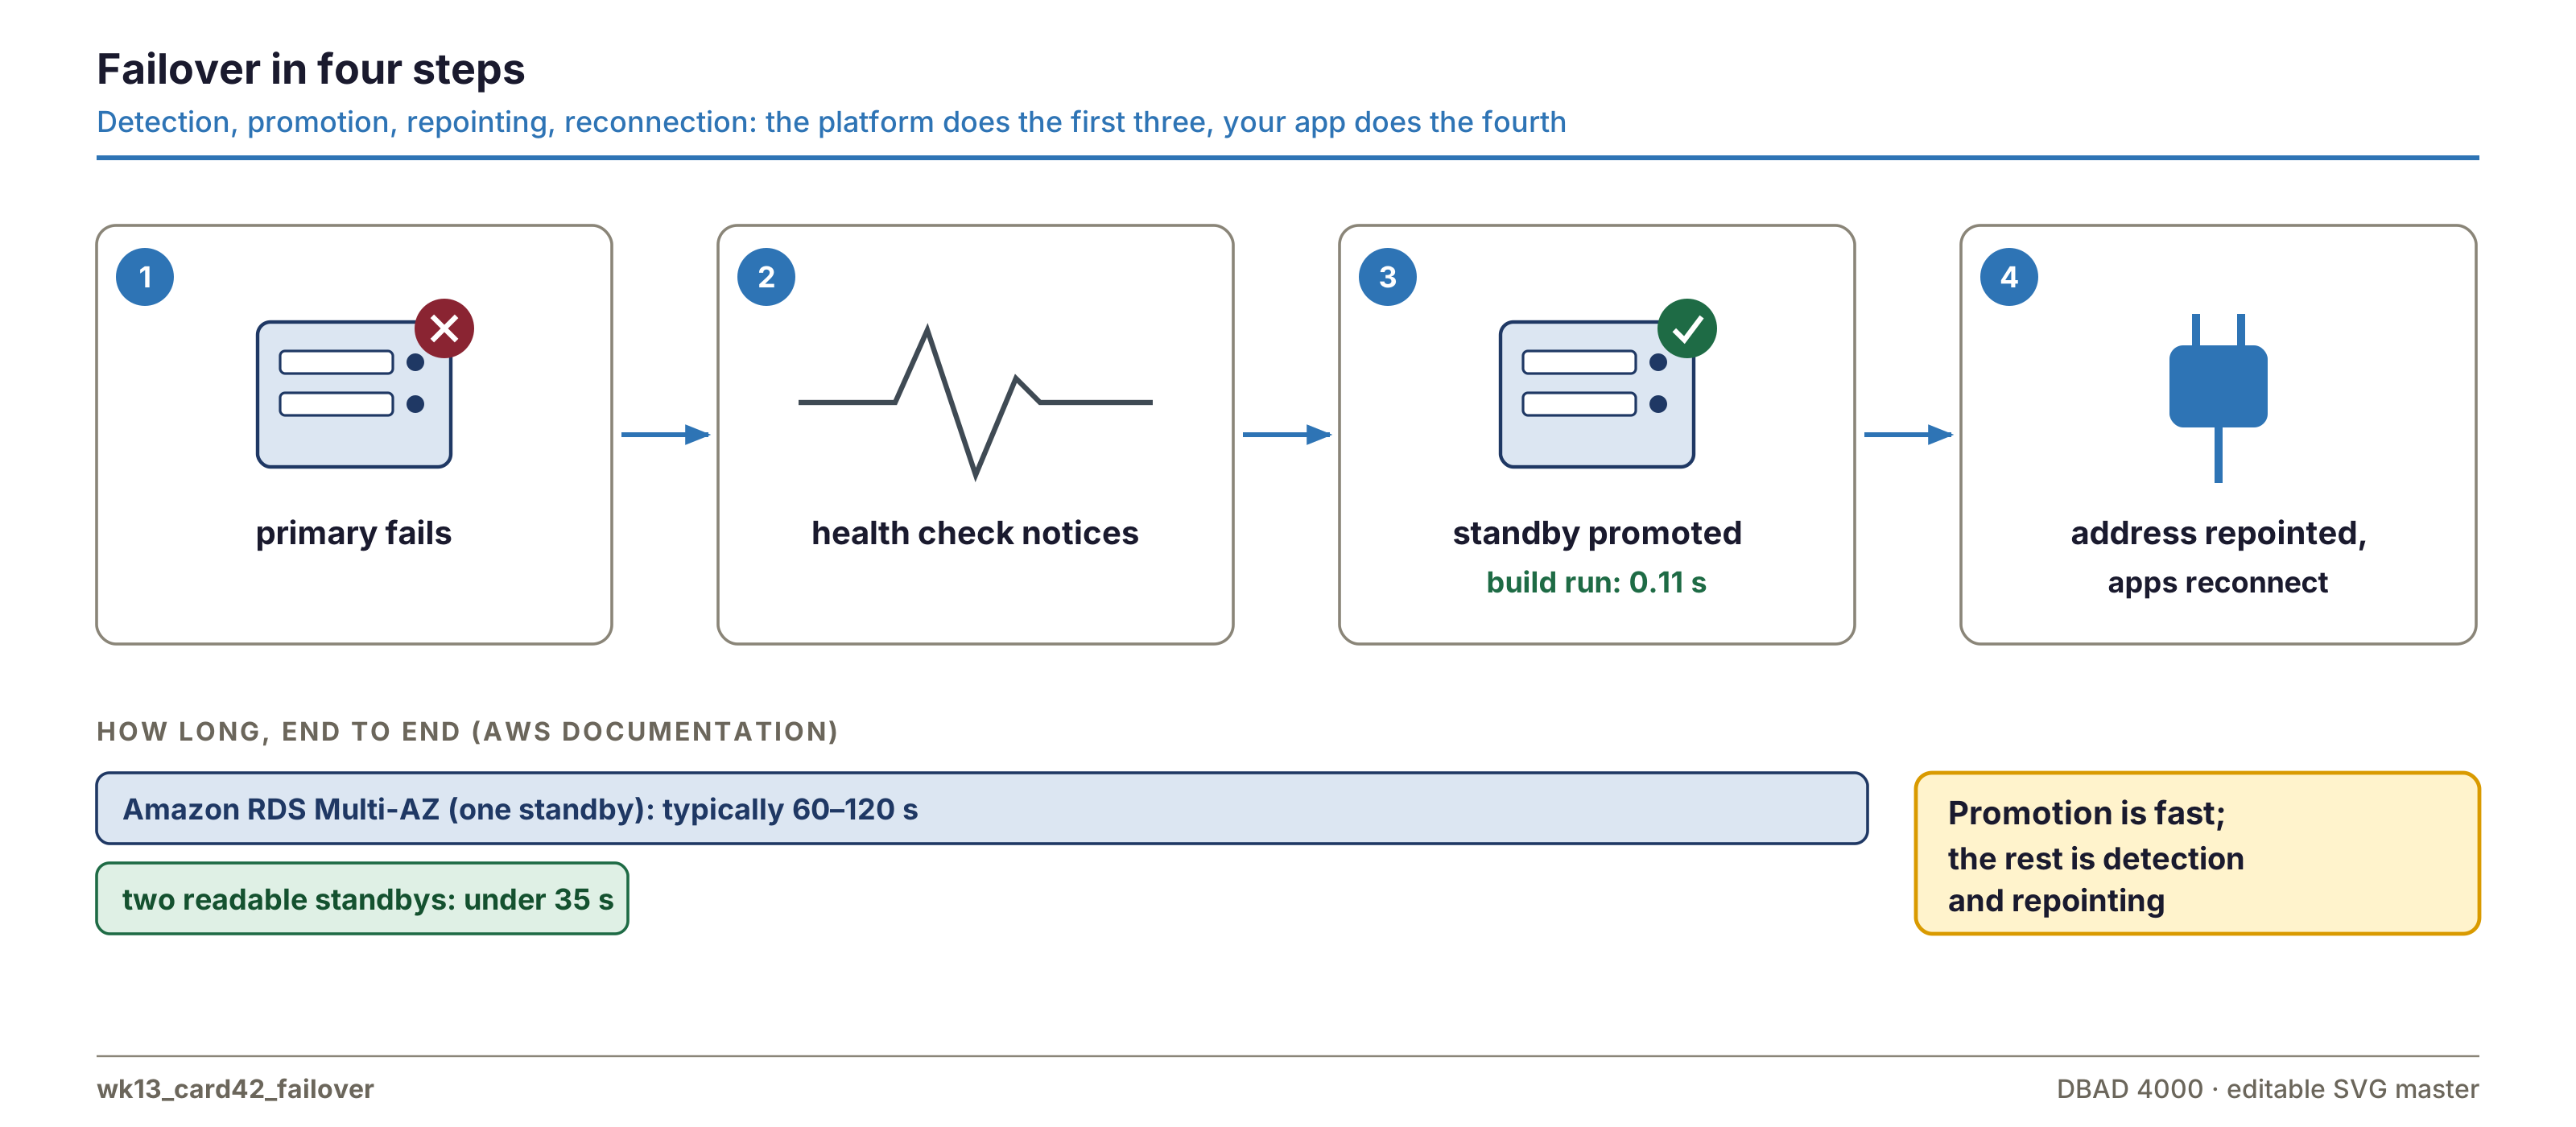 Failover in four steps
Detection, promotion, repointing, reconnection: the platform does the first three, your app does the fourth
1
primary fails
2
health check notices
3
standby promoted
build run: 0.11 s
4
address repointed,
apps reconnect
HOW LONG, END TO END (AWS DOCUMENTATION)
Amazon RDS Multi-AZ (one standby): typically 60–120 s
two readable standbys: under 35 s
Promotion is fast;
the rest is detection
and repointing
wk13_card42_failover
DBAD 4000 · editable SVG master